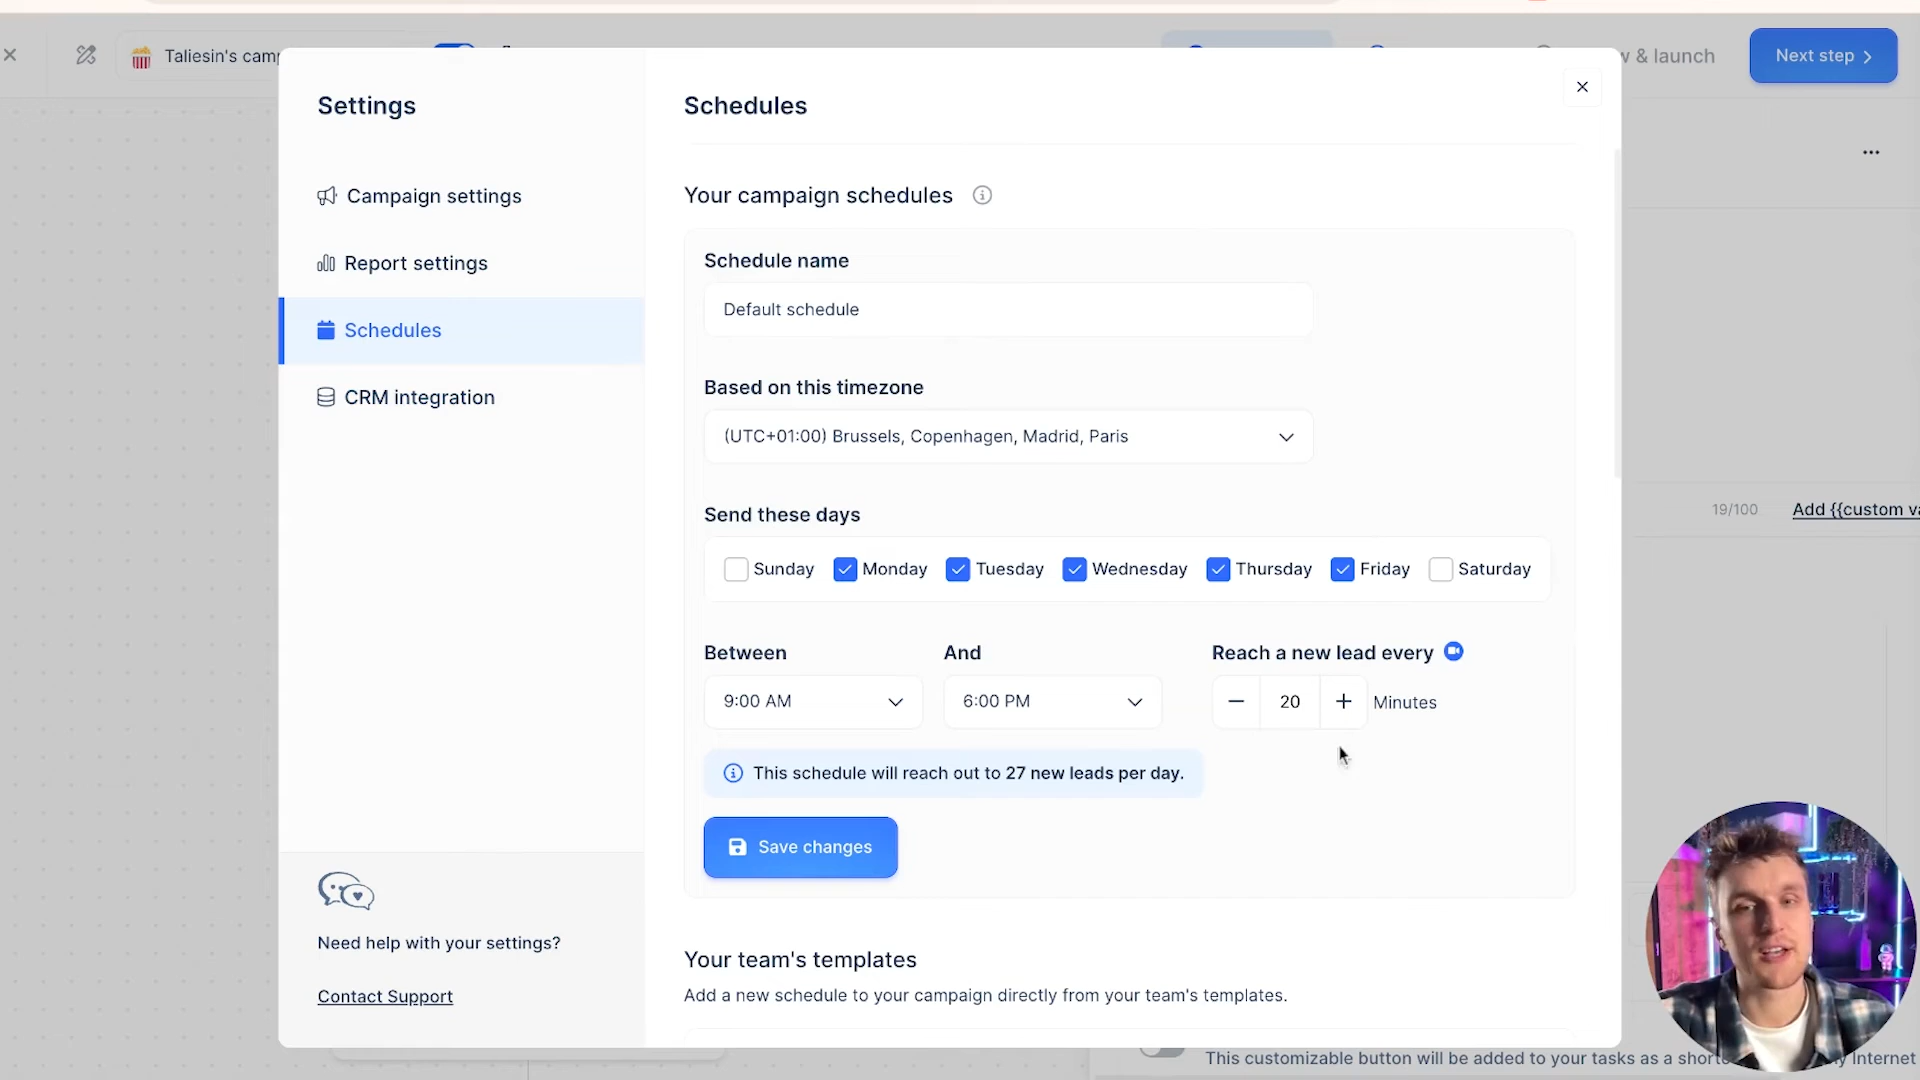 Taliesin's camp
w & launch
Next step
Settings
Campaign settings
Report settings
Schedules
CRM integration
Need help with your settings?
Contact Support
Schedules
Your campaign schedules
Schedule name
Default schedule
Based on this timezone
(UTC+01:00) Brussels, Copenhagen, Madrid, Paris
Send these days
Sunday Monday Tuesday Wednesday Thursday Friday Saturday
Between And Reach a new lead every
9:00 AM 6:00 PM 20 Minutes
This schedule will reach out to 27 new leads per day.
Save changes
Your team's templates
Add a new schedule to your campaign directly from your team's templates.
19/100 Add {{custom va
This customizable button will be added to your tasks as a short
y Internet